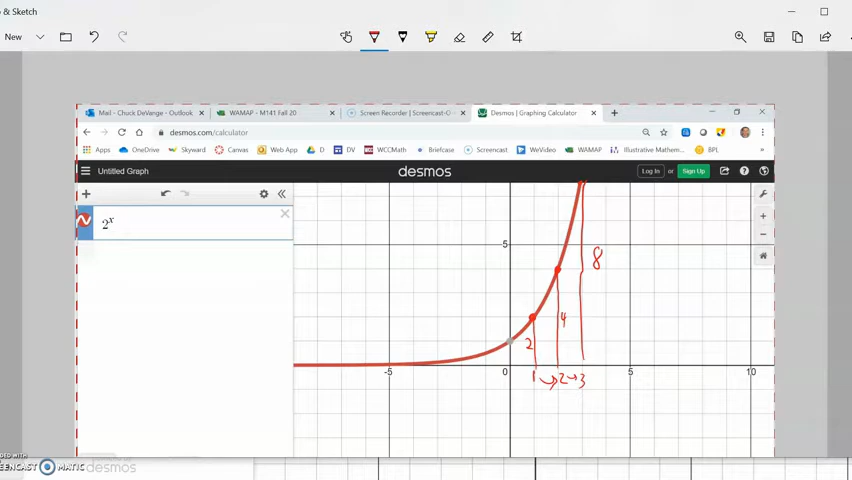 & Sketch
New
Mail - Chuck DeVange - Outlook
WAMAP - M141 Fall 20
Screen Recorder | Screencast-O
Desmos | Graphing Calculator
desmos.com/calculator
Apps
OneDrive
Skyward
Canvas
Web App
D
DV
WCCMath
Briefcase
Screencast
WeVideo
WAMAP
Illustrative Mathem...
BPL
»
Untitled Graph
desmos
Log In
or
Sign Up
2^x
5
8
4
2
-5
0
5
10
1 → 2 → 3
SCREENCAST MATIC
desmos